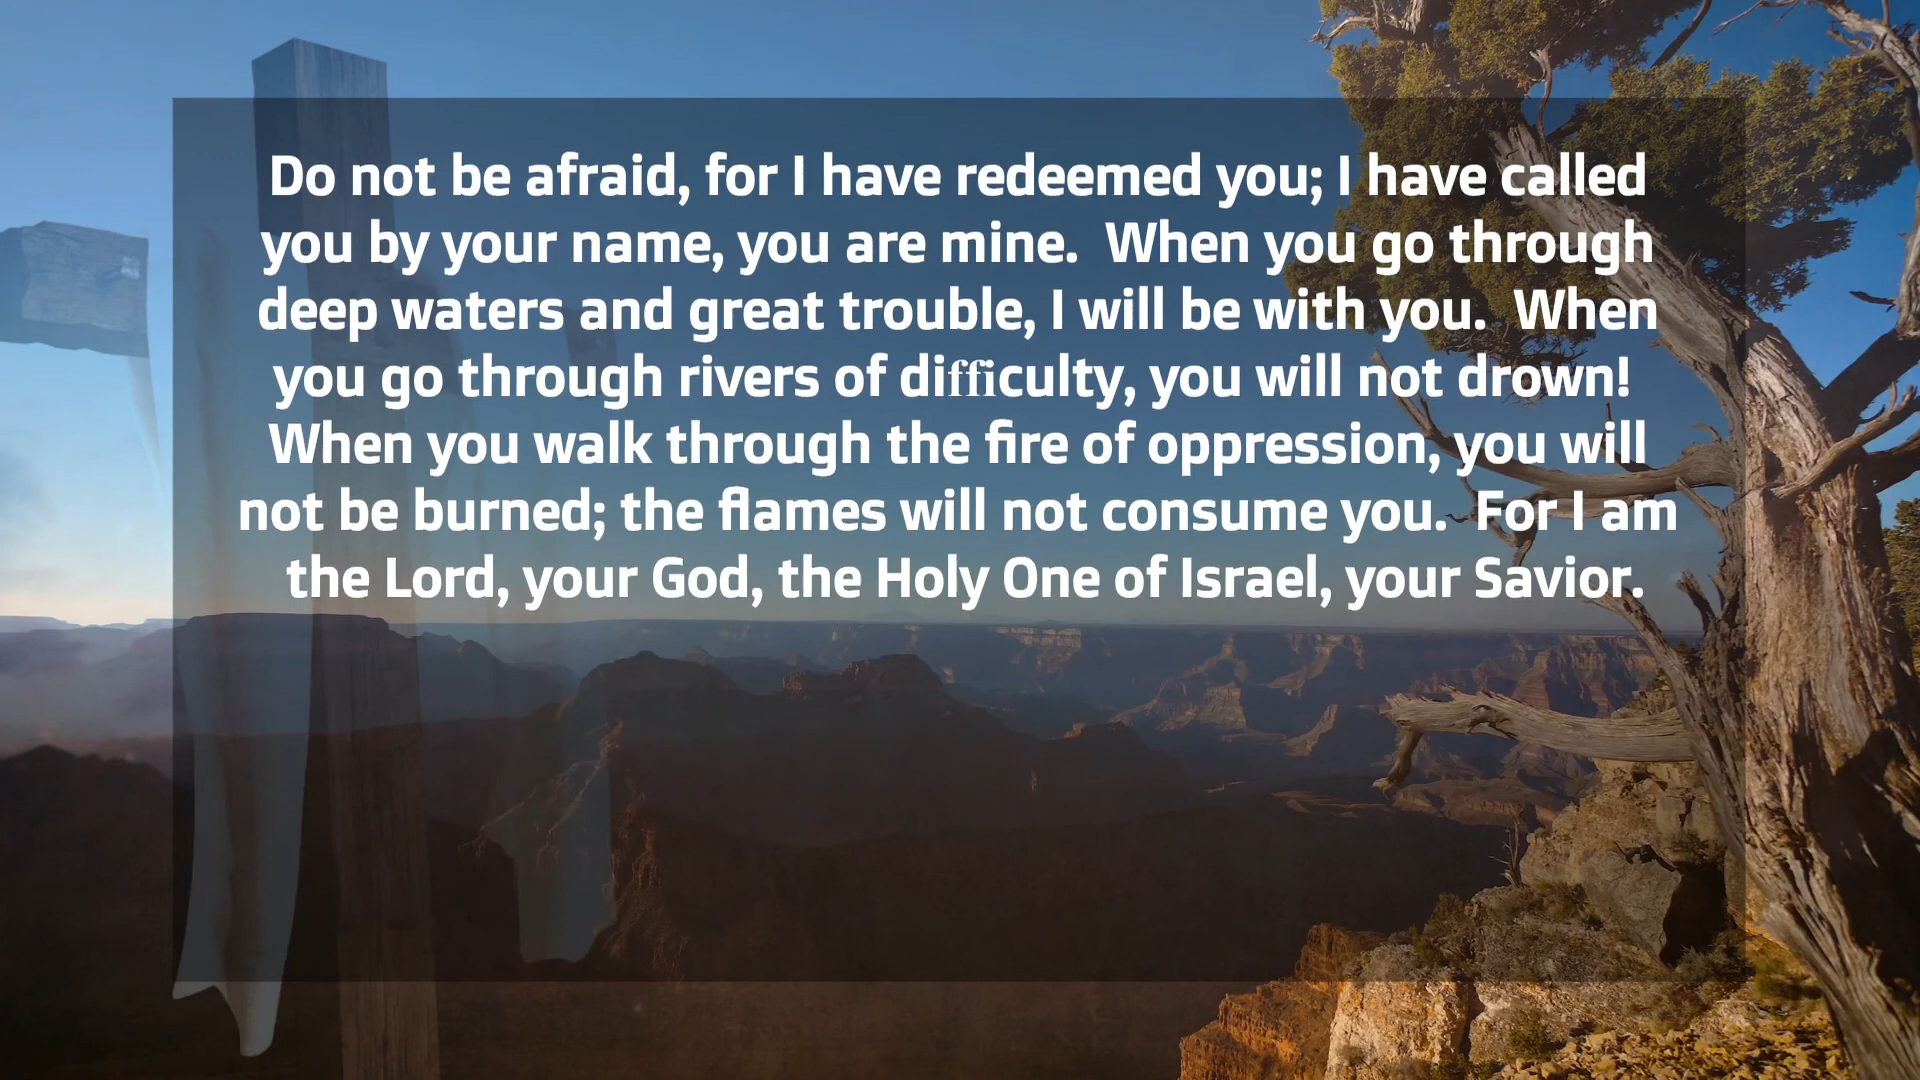 Do not be afraid, for I have redeemed you; I have called
you by your name, you are mine.  When you go through
deep waters and great trouble, I will be with you.  When
you go through rivers of difficulty, you will not drown!
When you walk through the fire of oppression, you will
not be burned; the flames will not consume you.  For I am
the Lord, your God, the Holy One of Israel, your Savior.